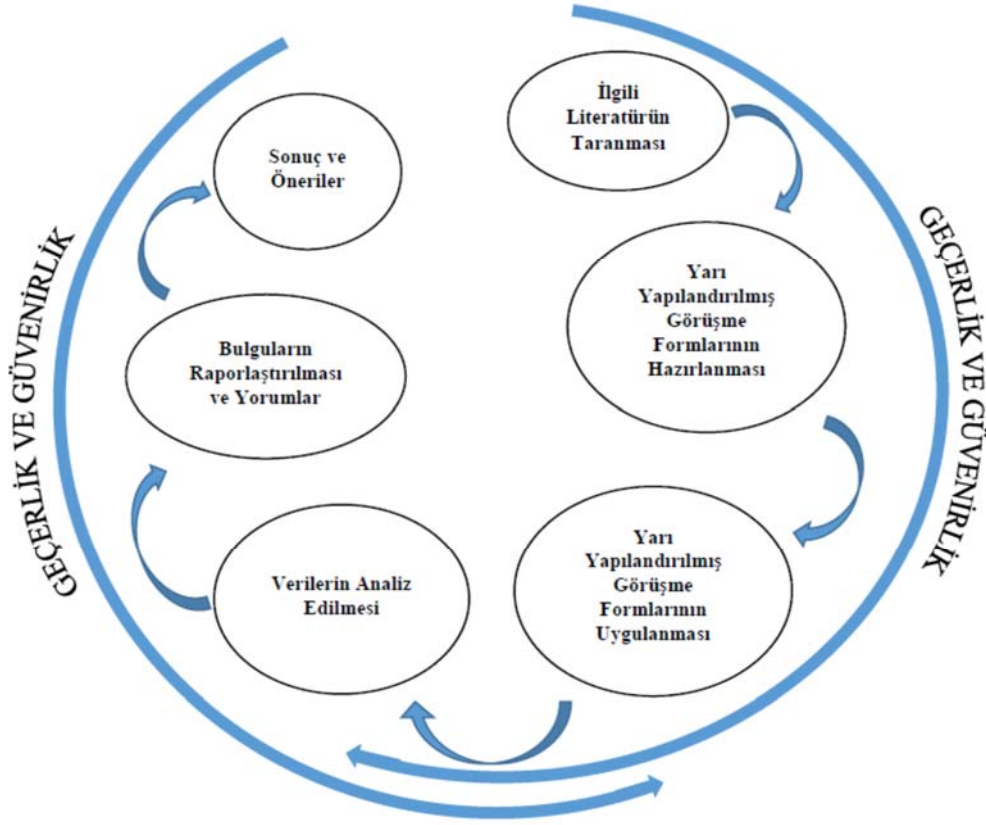 İlgili
Literatürün
Taranması
Yarı
Yapılandırılmış
Görüşme
Formlarının
Hazırlanması
Yarı
Yapılandırılmış
Görüşme
Formlarının
Uygulanması
Verilerin Analiz
Edilmesi
Bulguların
Raporlaştırılması
ve Yorumlar
Sonuç ve
Öneriler
GEÇERLİK VE GÜVENİRLİK
GEÇERLİK VE GÜVENİRLİK